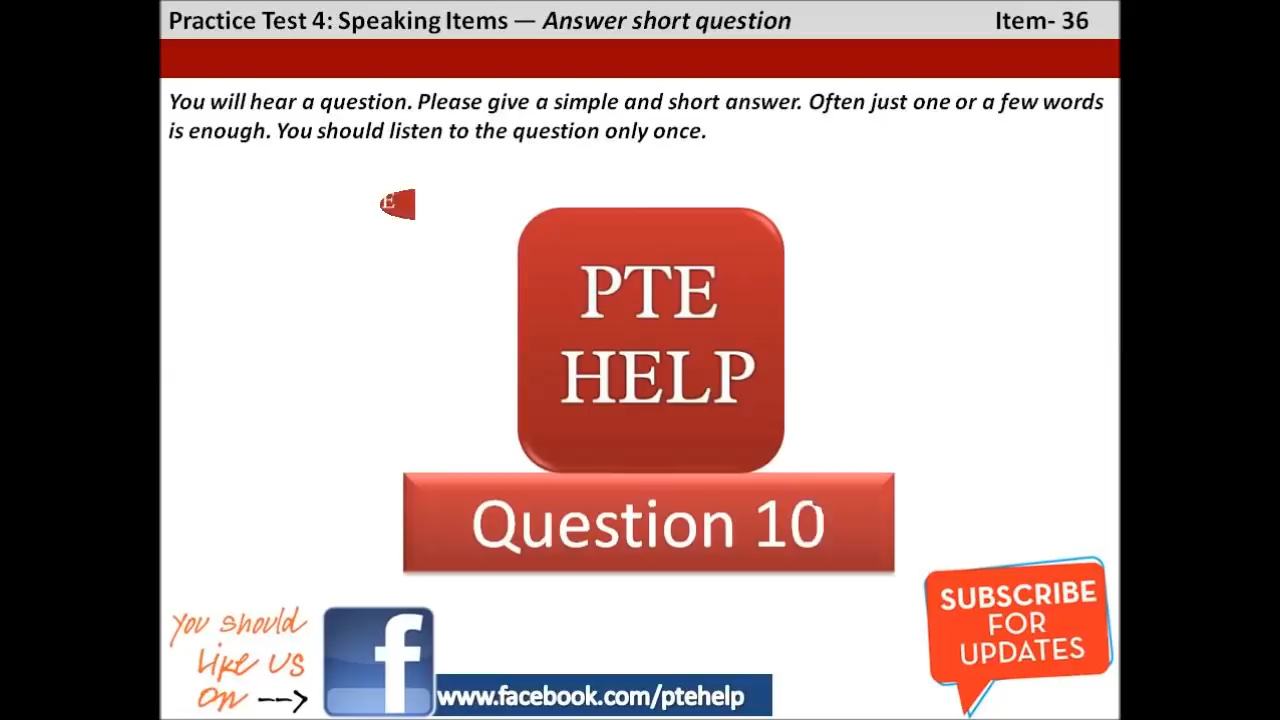 Practice Test 4: Speaking Items — Answer short question Item- 36
You will hear a question. Please give a simple and short answer. Often just one or a few words
is enough. You should listen to the question only once.
E
PTE
HELP
Question 10
You should
Like us
on
www.facebook.com/ptehelp
SUBSCRIBE
FOR
UPDATES